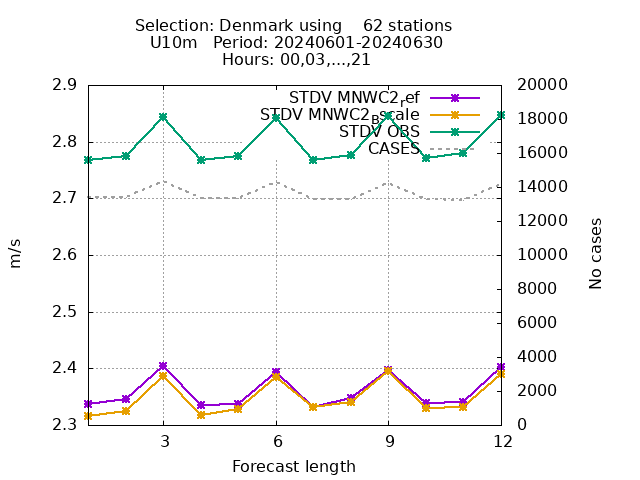 Selection: Denmark using    62 stations
U10m   Period: 20240601-20240630
Hours: 00,03,...,21
STDV MNWC2_ref
STDV MNWC2_Bscale
STDV OBS
CASES
2.9
2.8
2.7
2.6
2.5
2.4
2.3
m/s
20000
18000
16000
14000
12000
10000
8000
6000
4000
2000
0
No cases
3 6 9 12
Forecast length